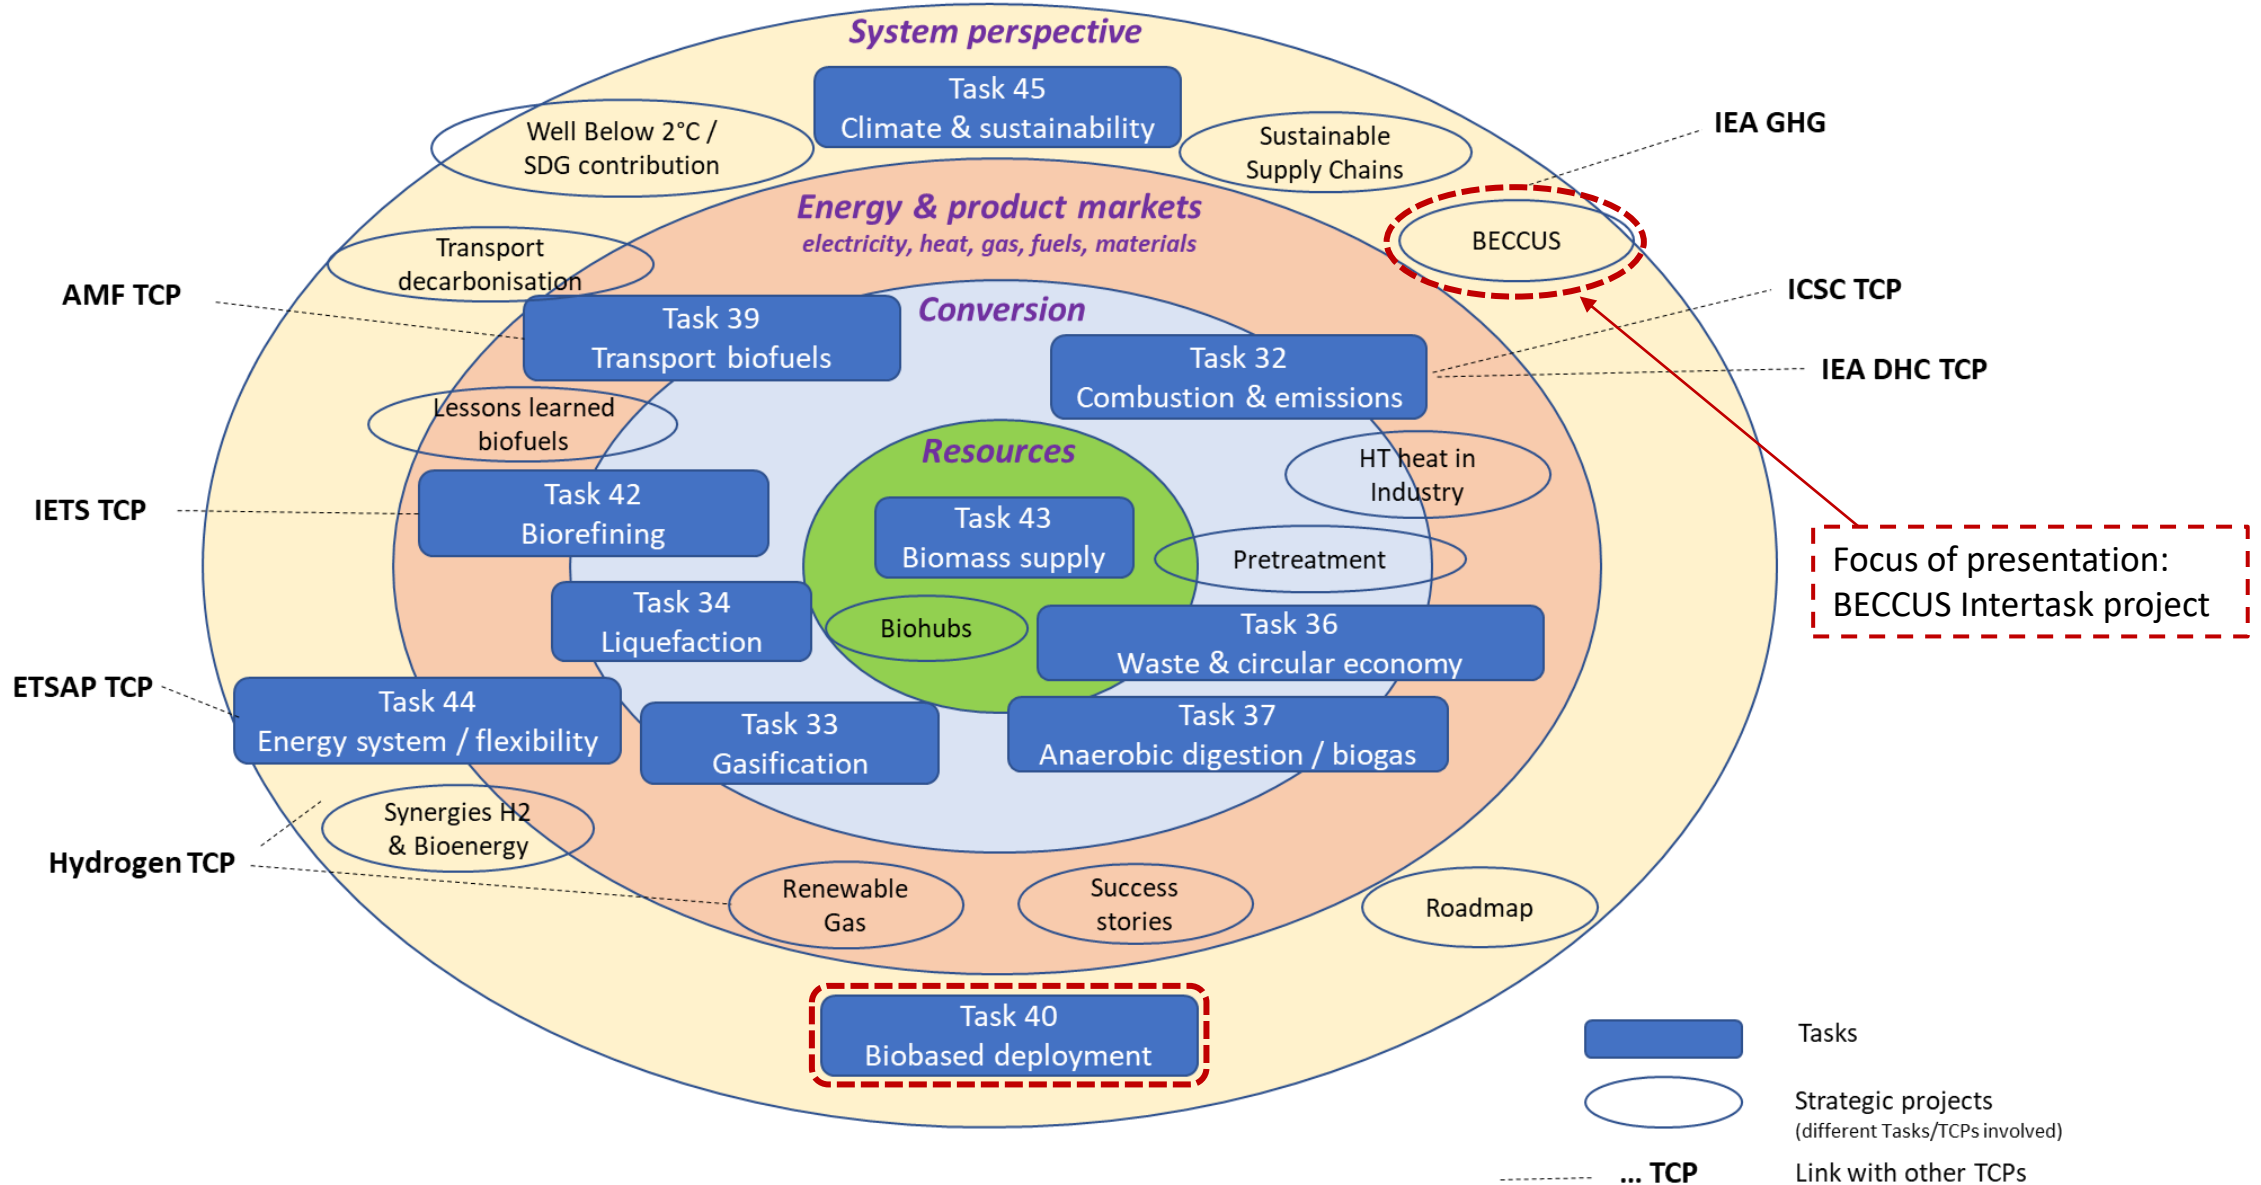 System perspective
Task 45
Climate & sustainability
Well Below 2°C /
SDG contribution
Sustainable
Supply Chains
IEA GHG
Energy & product markets
electricity, heat, gas, fuels, materials
BECCUS
Transport
decarbonisation
AMF TCP
Task 39
Transport biofuels
Conversion
Task 32
Combustion & emissions
ICSC TCP
IEA DHC TCP
Lessons learned
biofuels
Resources
HT heat in
Industry
IETS TCP
Task 42
Biorefining
Task 43
Biomass supply
Pretreatment
Focus of presentation:
BECCUS Intertask project
Task 34
Liquefaction
Biohubs
Task 36
Waste & circular economy
ETSAP TCP
Task 44
Energy system / flexibility
Task 33
Gasification
Task 37
Anaerobic digestion / biogas
Synergies H2
& Bioenergy
Hydrogen TCP
Renewable
Gas
Success
stories
Roadmap
Task 40
Biobased deployment
Tasks
Strategic projects
(different Tasks/TCPs involved)
... TCP
Link with other TCPs